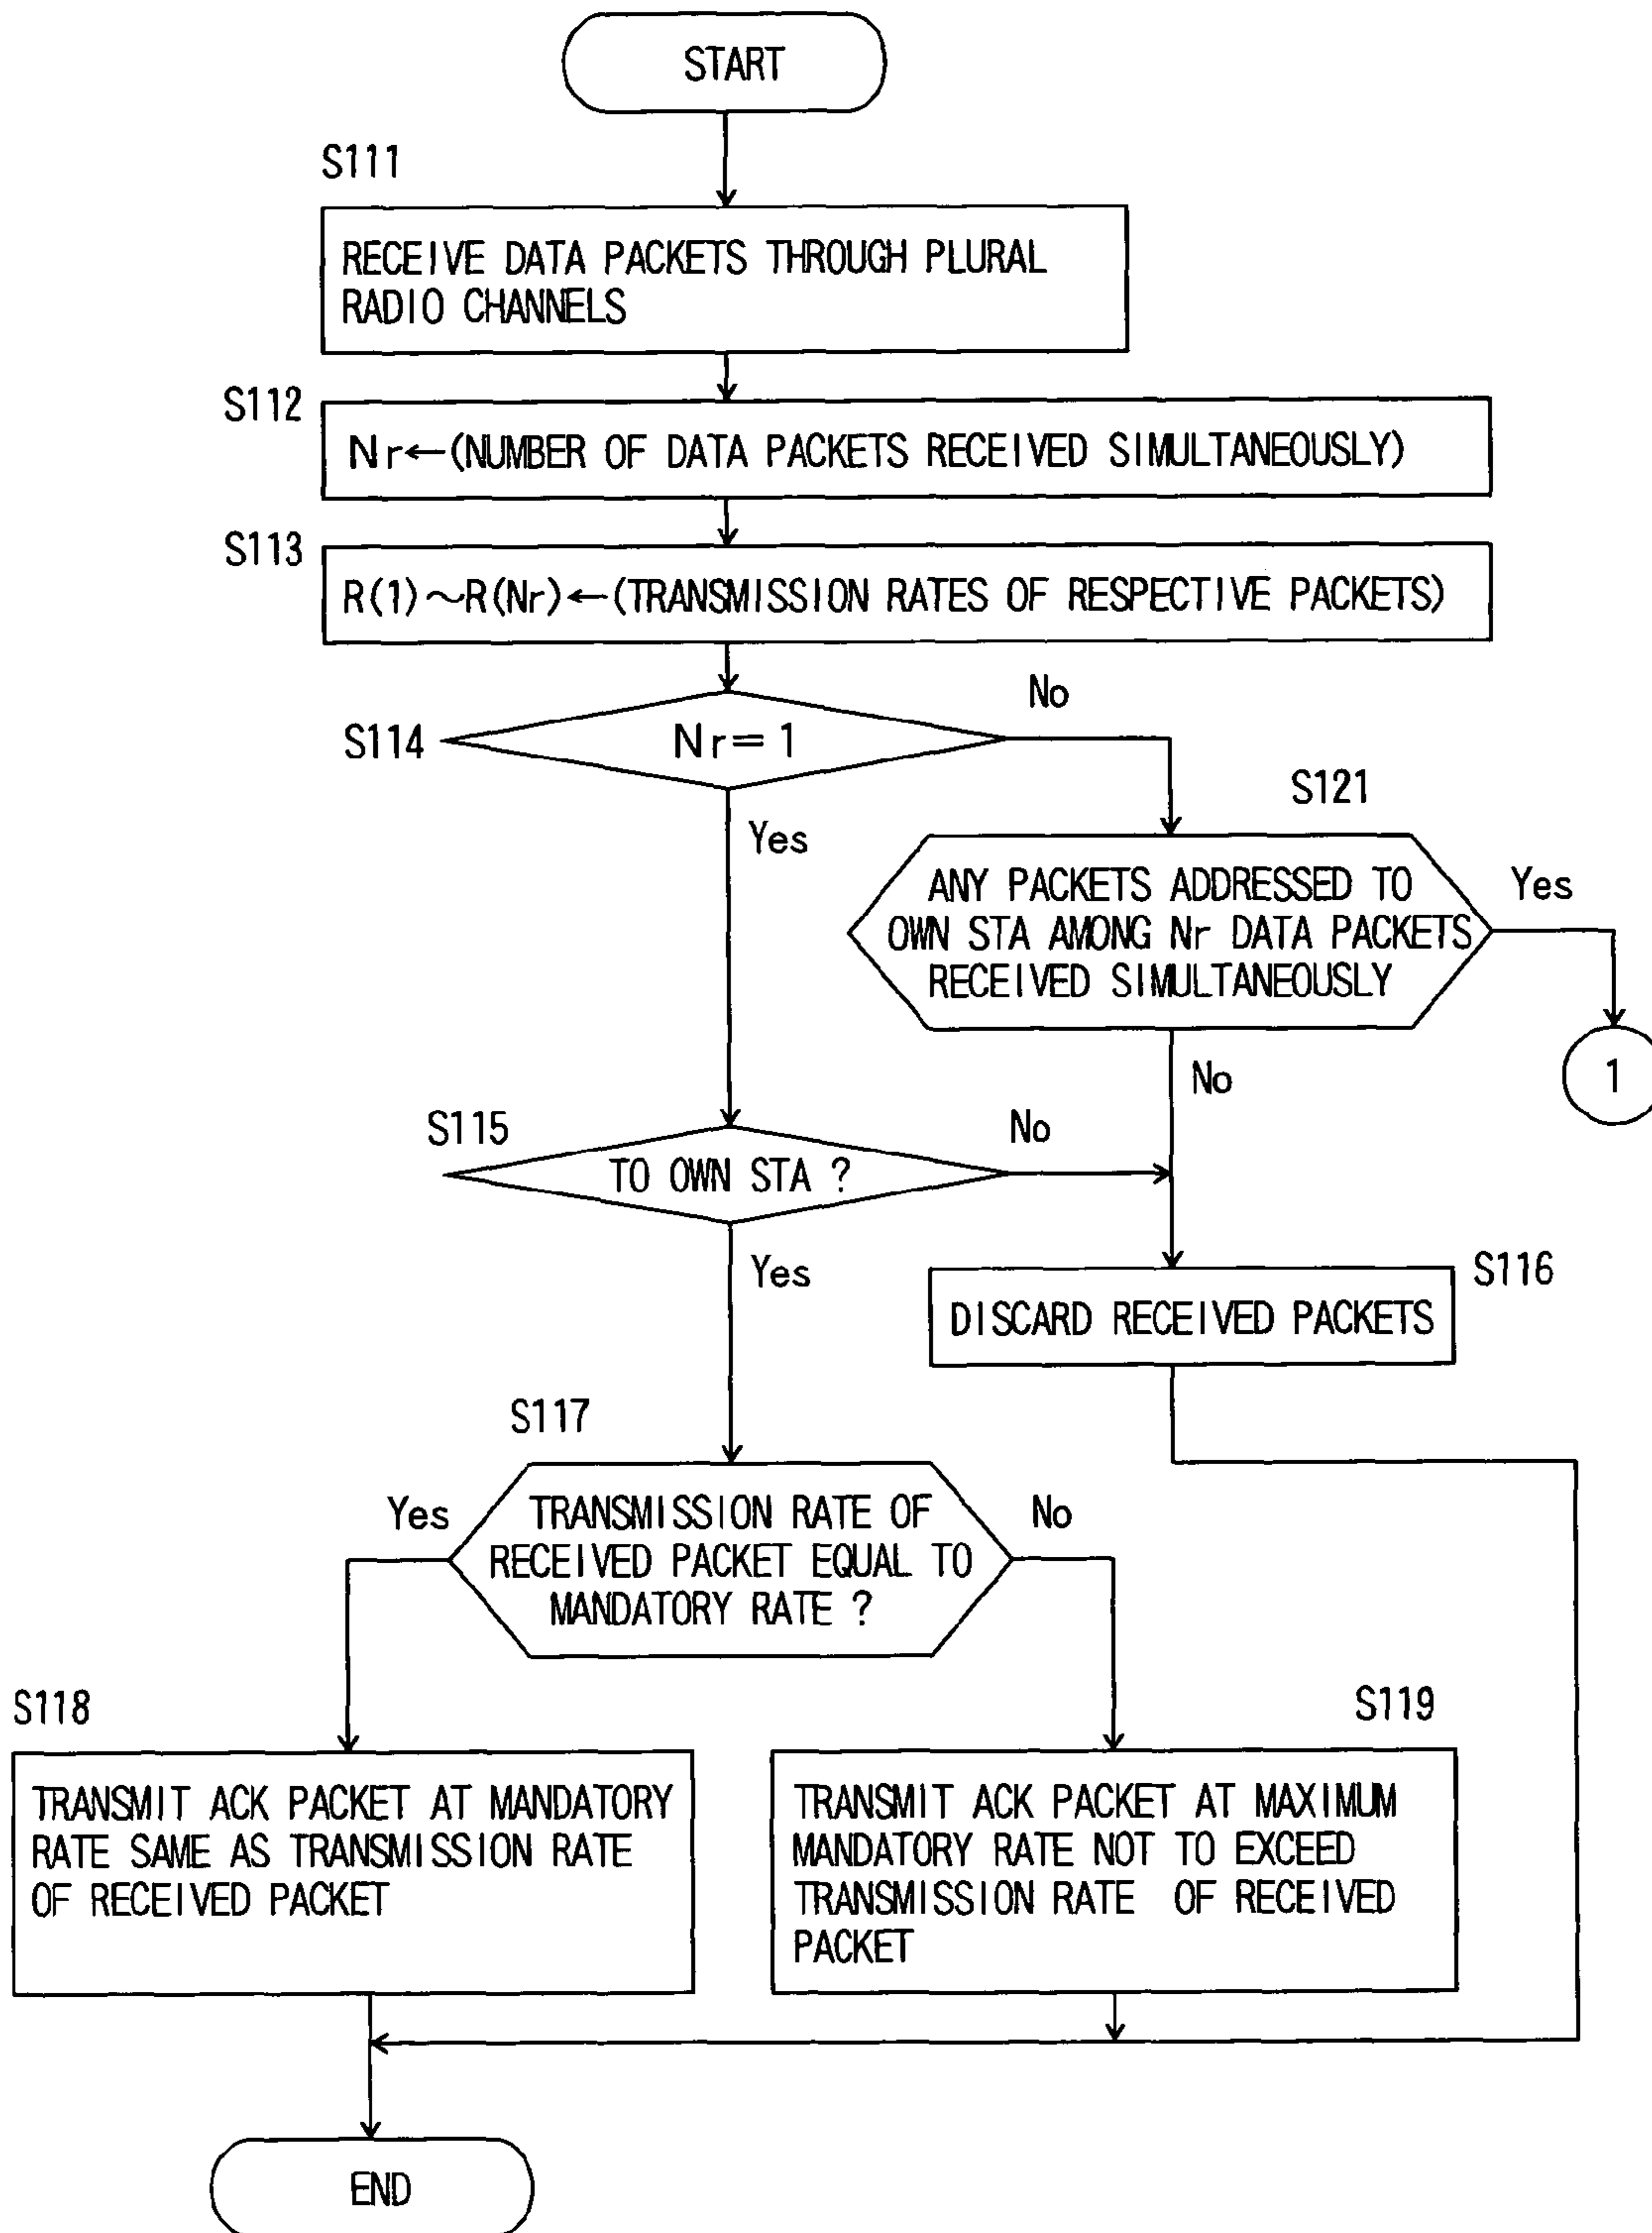 START
S111
RECEIVE DATA PACKETS THROUGH PLURAL
RADIO CHANNELS
S112
Nr←(NUMBER OF DATA PACKETS RECEIVED SIMULTANEOUSLY)
S113
R(1)~R(Nr)←(TRANSMISSION RATES OF RESPECTIVE PACKETS)
No
S114
Nr=1
S121
Yes
ANY PACKETS ADDRESSED TO
OWN STA AMONG Nr DATA PACKETS
RECEIVED SIMULTANEOUSLY
Yes
1
No
S115
TO OWN STA ?
No
Yes
S116
DISCARD RECEIVED PACKETS
S117
Yes
TRANSMISSION RATE OF
RECEIVED PACKET EQUAL TO
MANDATORY RATE ?
No
S118
TRANSMIT ACK PACKET AT MANDATORY
RATE SAME AS TRANSMISSION RATE
OF RECEIVED PACKET
S119
TRANSMIT ACK PACKET AT MAXIMUM
MANDATORY RATE NOT TO EXCEED
TRANSMISSION RATE OF RECEIVED
PACKET
END